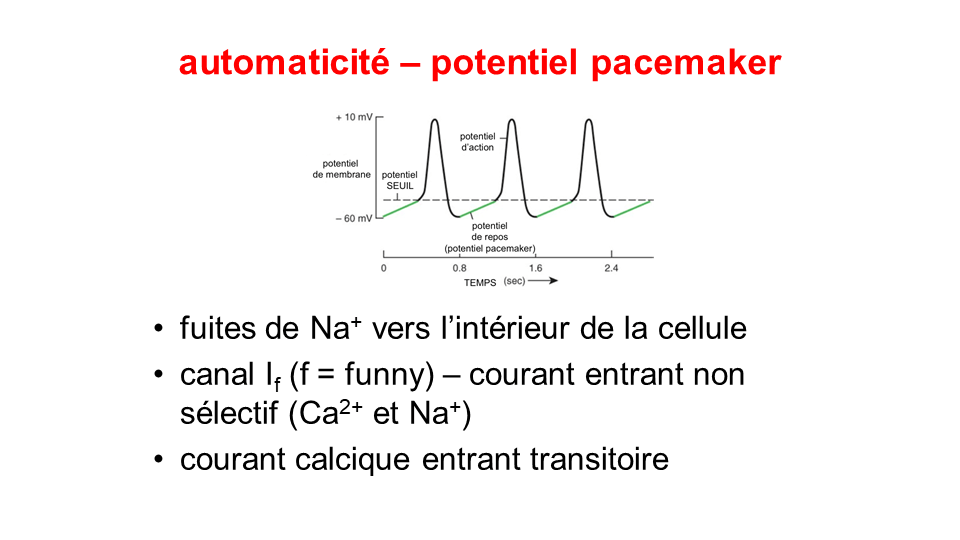 automaticité – potentiel pacemaker
+ 10 mV
potentiel
d'action
potentiel
de membrane
potentiel
SEUIL
– 60 mV
potentiel
de repos
(potentiel pacemaker)
0
0.8
1.6
2.4
TEMPS (sec)
• fuites de Na⁺ vers l’intérieur de la cellule
• canal I_f (f = funny) – courant entrant non
sélectif (Ca²⁺ et Na⁺)
• courant calcique entrant transitoire